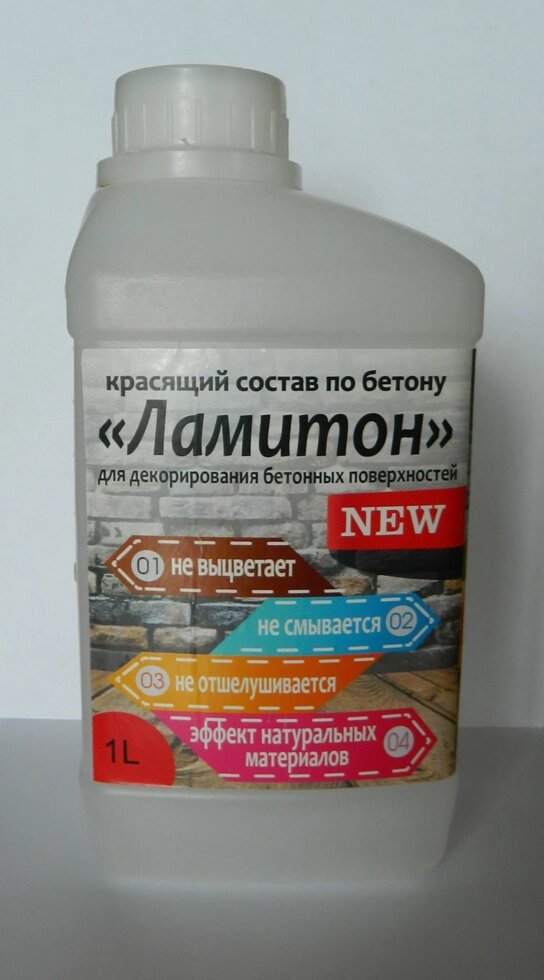 красящий состав по бетону
«Ламитон»
для декорирования бетонных поверхностей
NEW
01 не выцветает
не смывается 02
03 не отшелушивается
эффект натуральных
материалов 04
1L